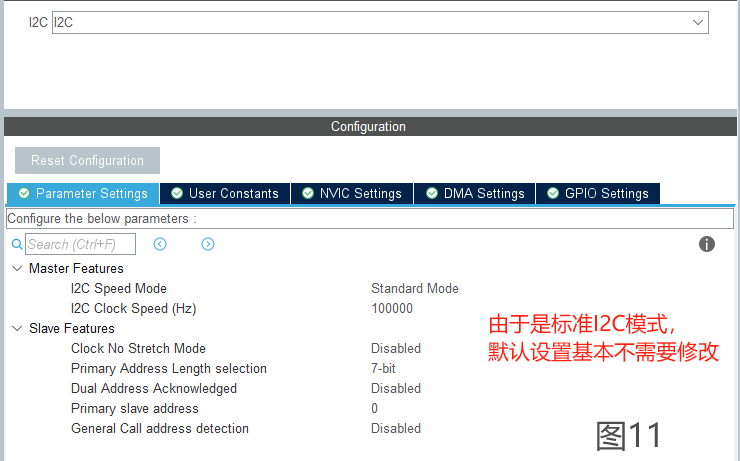 I2C I2C
Configuration
Reset Configuration
Parameter Settings User Constants NVIC Settings DMA Settings GPIO Settings
Configure the below parameters :
Search (Ctrl+F)
Master Features
I2C Speed Mode Standard Mode
I2C Clock Speed (Hz) 100000
Slave Features
Clock No Stretch Mode Disabled
Primary Address Length selection 7-bit
Dual Address Acknowledged Disabled
Primary slave address 0
General Call address detection Disabled
由于是标准I2C模式，
默认设置基本不需要修改
图11